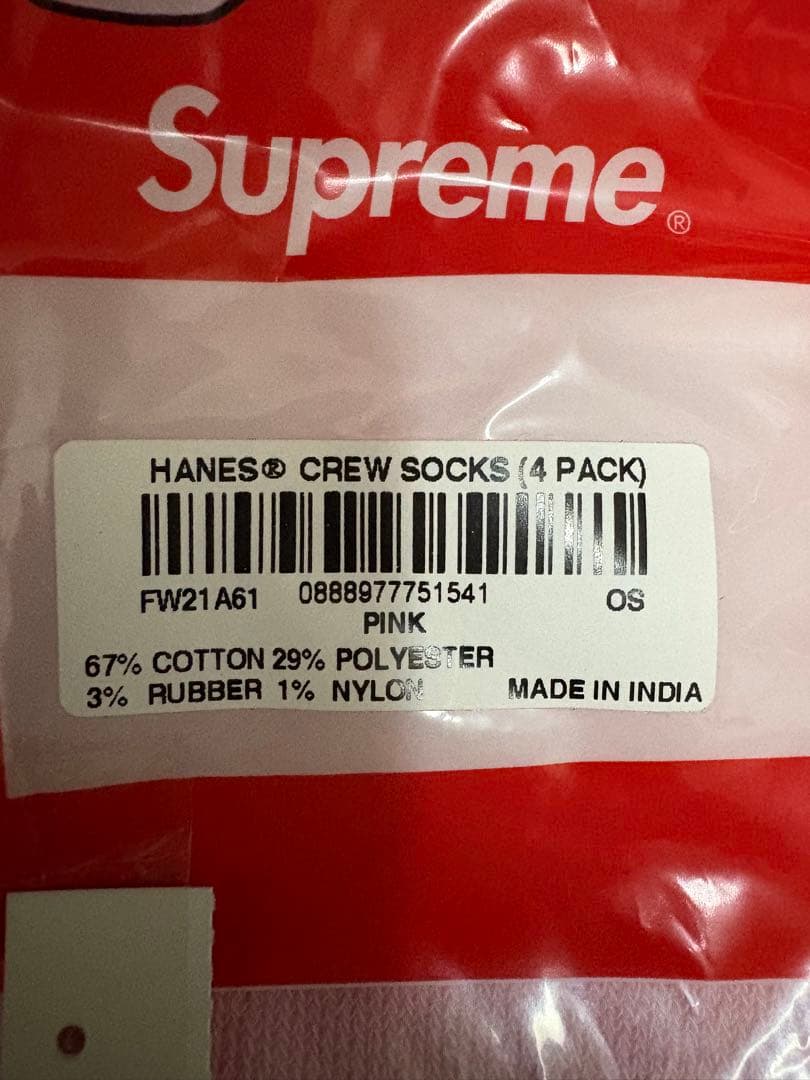 Supreme®
HANES® CREW SOCKS (4 PACK)
FW21A61 0888977751541 OS
PINK
67% COTTON 29% POLYESTER
3% RUBBER 1% NYLON MADE IN INDIA